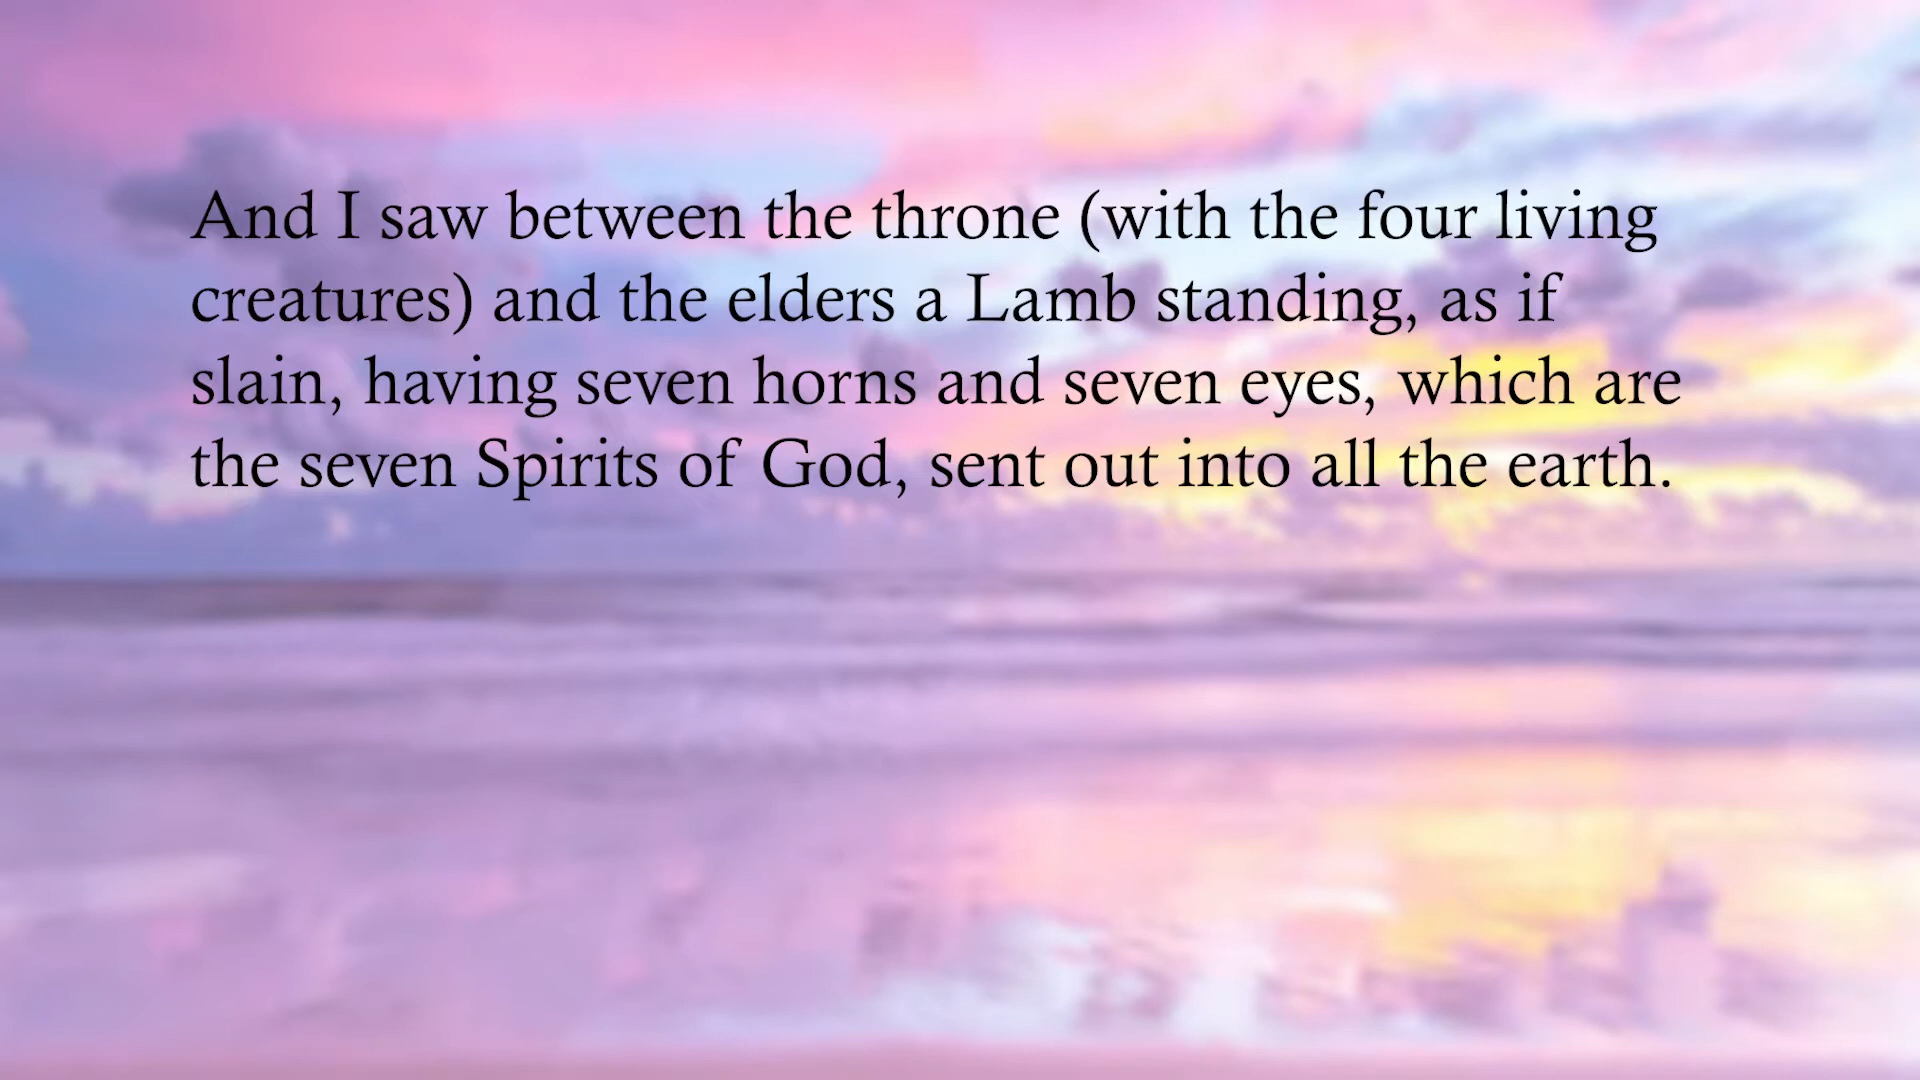 And I saw between the throne (with the four living
creatures) and the elders a Lamb standing, as if
slain, having seven horns and seven eyes, which are
the seven Spirits of God, sent out into all the earth.